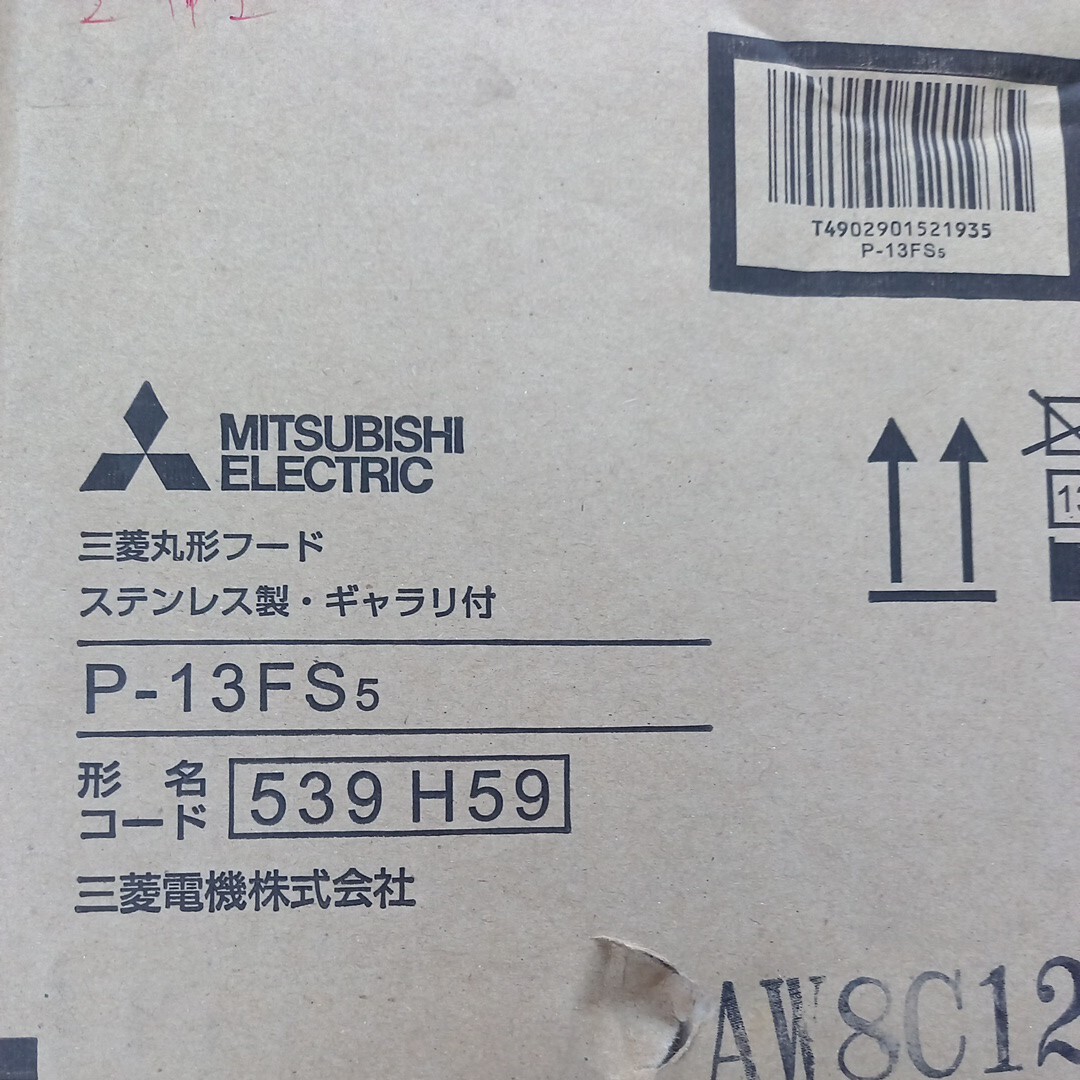 T4902901521935
P-13FS5
MITSUBISHI
ELECTRIC
三菱丸形フード
ステンレス製・ギャラリ付
P-13FS5
形名
コード
539 H59
三菱電機株式会社
AW8C12